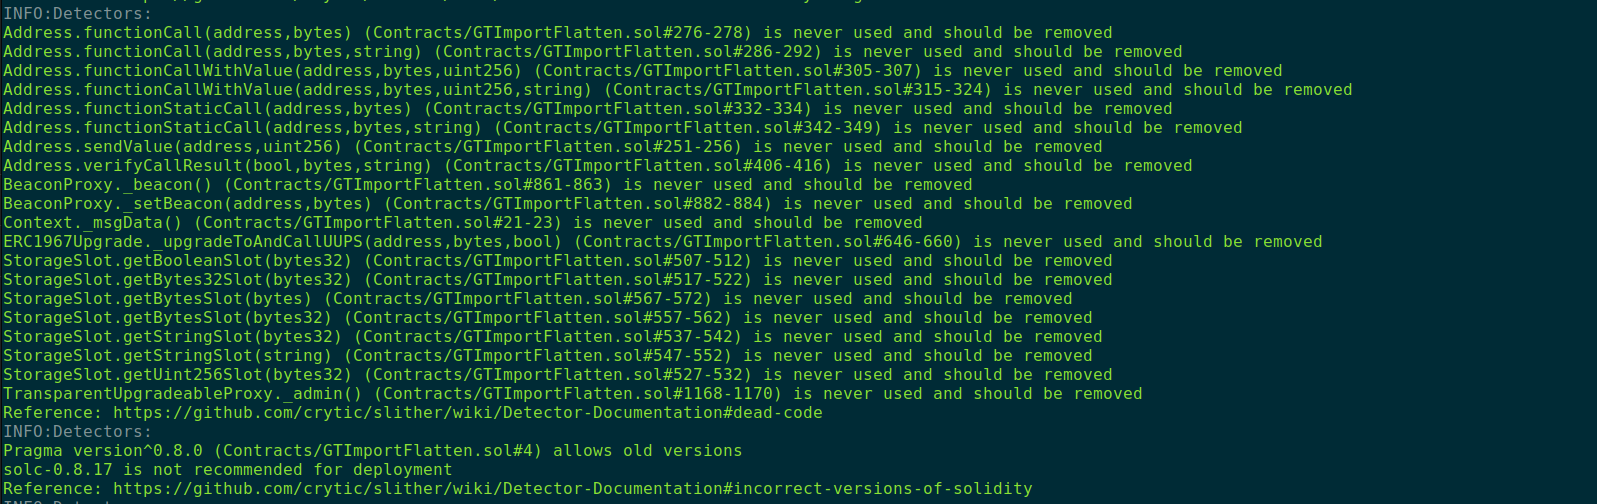 INFO:Detectors:
Address.functionCall(address,bytes) (Contracts/GTImportFlatten.sol#276-278) is never used and should be removed
Address.functionCall(address,bytes,string) (Contracts/GTImportFlatten.sol#286-292) is never used and should be removed
Address.functionCallWithValue(address,bytes,uint256) (Contracts/GTImportFlatten.sol#305-307) is never used and should be removed
Address.functionCallWithValue(address,bytes,uint256,string) (Contracts/GTImportFlatten.sol#315-324) is never used and should be removed
Address.functionStaticCall(address,bytes) (Contracts/GTImportFlatten.sol#332-334) is never used and should be removed
Address.functionStaticCall(address,bytes,string) (Contracts/GTImportFlatten.sol#342-349) is never used and should be removed
Address.sendValue(address,uint256) (Contracts/GTImportFlatten.sol#251-256) is never used and should be removed
Address.verifyCallResult(bool,bytes,string) (Contracts/GTImportFlatten.sol#406-416) is never used and should be removed
BeaconProxy._beacon() (Contracts/GTImportFlatten.sol#861-863) is never used and should be removed
BeaconProxy._setBeacon(address,bytes) (Contracts/GTImportFlatten.sol#882-884) is never used and should be removed
Context._msgData() (Contracts/GTImportFlatten.sol#21-23) is never used and should be removed
ERC1967Upgrade._upgradeToAndCallUUPS(address,bytes,bool) (Contracts/GTImportFlatten.sol#646-660) is never used and should be removed
StorageSlot.getBooleanSlot(bytes32) (Contracts/GTImportFlatten.sol#507-512) is never used and should be removed
StorageSlot.getBytes32Slot(bytes32) (Contracts/GTImportFlatten.sol#517-522) is never used and should be removed
StorageSlot.getBytesSlot(bytes) (Contracts/GTImportFlatten.sol#567-572) is never used and should be removed
StorageSlot.getBytesSlot(bytes32) (Contracts/GTImportFlatten.sol#557-562) is never used and should be removed
StorageSlot.getStringSlot(bytes32) (Contracts/GTImportFlatten.sol#537-542) is never used and should be removed
StorageSlot.getStringSlot(string) (Contracts/GTImportFlatten.sol#547-552) is never used and should be removed
StorageSlot.getUint256Slot(bytes32) (Contracts/GTImportFlatten.sol#527-532) is never used and should be removed
TransparentUpgradeableProxy._admin() (Contracts/GTImportFlatten.sol#1168-1170) is never used and should be removed
Reference: https://github.com/crytic/slither/wiki/Detector-Documentation#dead-code
INFO:Detectors:
Pragma version^0.8.0 (Contracts/GTImportFlatten.sol#4) allows old versions
solc-0.8.17 is not recommended for deployment
Reference: https://github.com/crytic/slither/wiki/Detector-Documentation#incorrect-versions-of-solidity